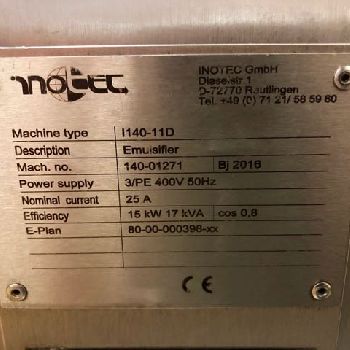 inotec
INOTEC GmbH
Dieselstr.1
D-72770 Reutlingen
Tel. +49 (0) 71 21/ 58 59 60
Machine type I140-11D
Description Emulsifier
Mach. no. 140-01271 Bj 2016
Power supply 3/PE 400V 50Hz
Nominal current 25 A
Efficiency 15 kW 17 kVA cos 0,8
E-Plan 80-00-000396-xx
CE